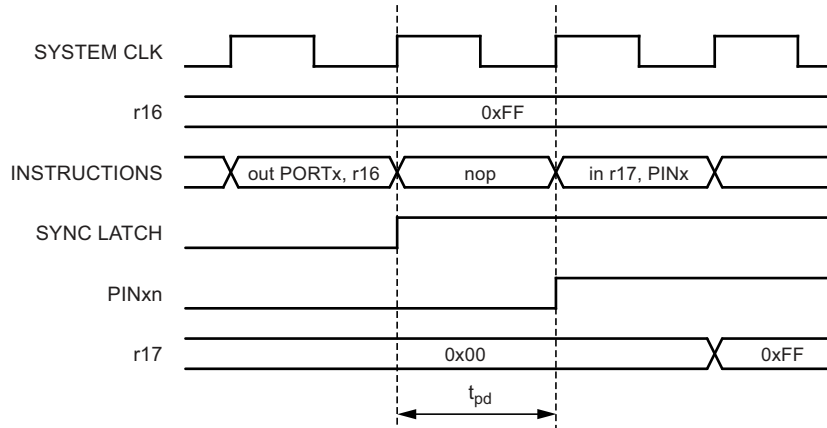 SYSTEM CLK
r16 0xFF
INSTRUCTIONS out PORTx, r16 nop in r17, PINx
SYNC LATCH
PINxn
r17 0x00 0xFF
tpd